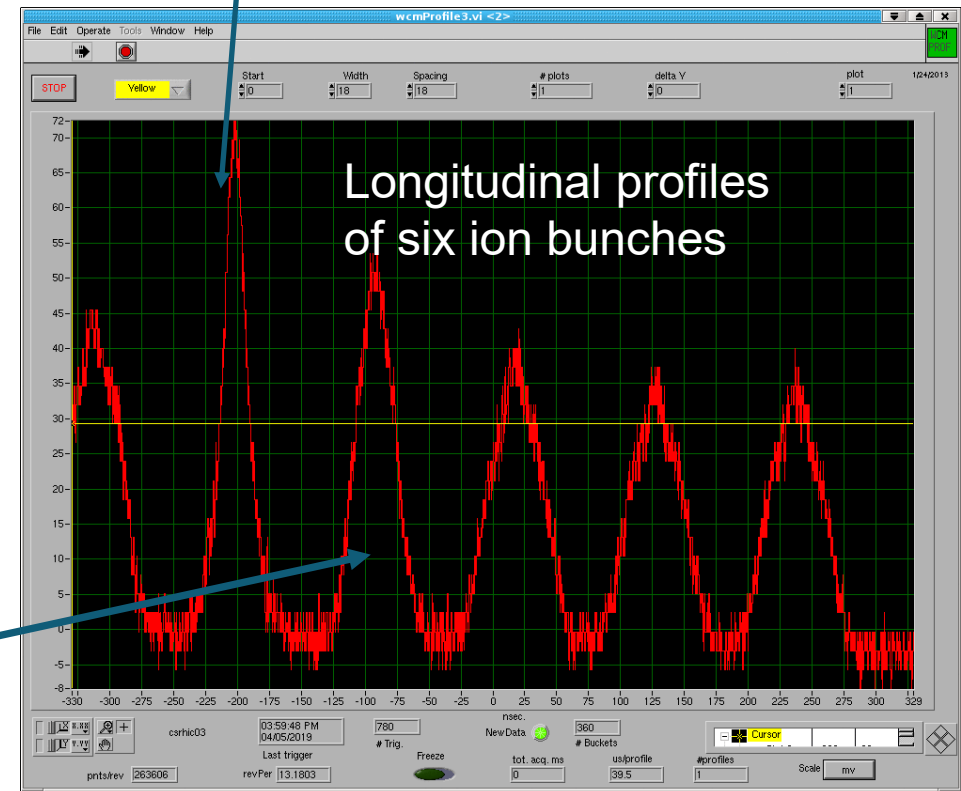 wcmProfile3.vi <2>
File Edit Operate Tools Window Help
WCM
PROF
STOP
Yellow
Start
0
Width
18
Spacing
18
# plots
1
delta V
0
plot
1
1/24/2013
Longitudinal profiles
of six ion bunches
72-
70-
65-
60-
55-
50-
45-
40-
35-
30-
25-
20-
15-
10-
5-
0-
-5-
-8-
-330 -300 -275 -250 -225 -200 -175 -150 -125 -100 -75 -50 -25 0 25 50 75 100 125 150 175 200 225 250 275 300 329
nsec.
csrhic03
03:59:48 PM
04/05/2019
Last trigger
780
# Trig.
NewData
360
# Buckets
Cursor
Freeze
pnts/rev 263606
revPer 13.1803
tot. acq. ms
0
us/profile
39.5
#profiles
1
Scale mv